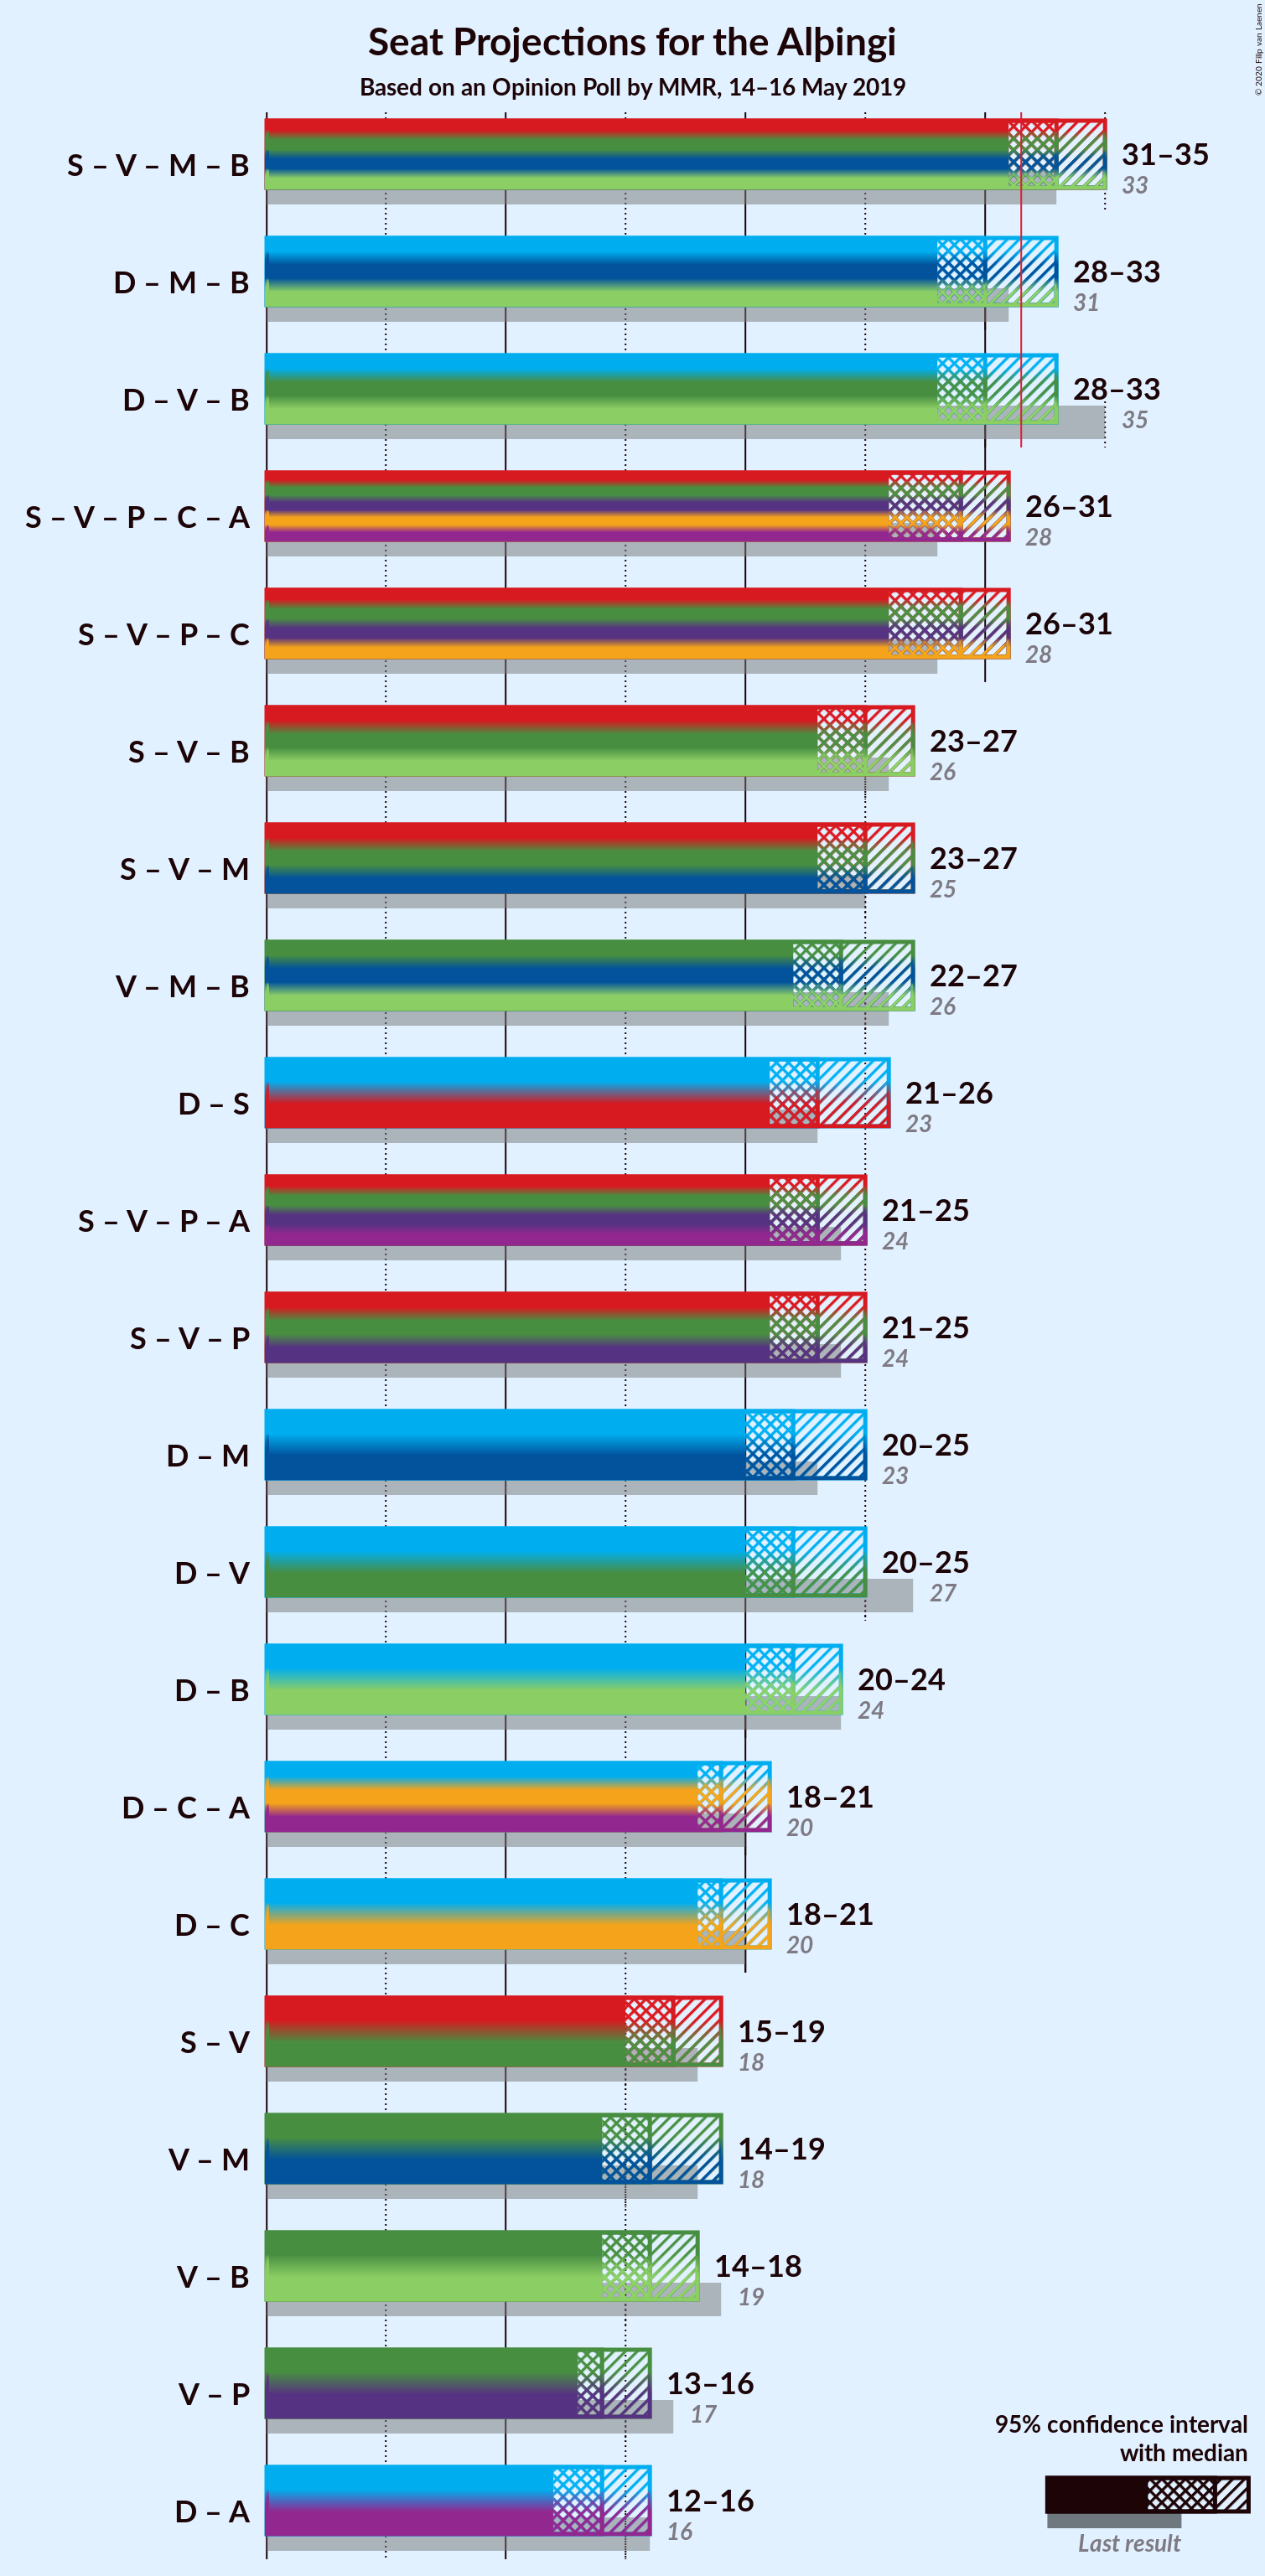 Seat Projections for the Alþingi
Based on an Opinion Poll by MMR, 14–16 May 2019
© 2020 Filip van Laenen
S – V – M – B
31–35
33
D – M – B
28–33
31
D – V – B
28–33
35
S – V – P – C – A
26–31
28
S – V – P – C
26–31
28
S – V – B
23–27
26
S – V – M
23–27
25
V – M – B
22–27
26
D – S
21–26
23
S – V – P – A
21–25
24
S – V – P
21–25
24
D – M
20–25
23
D – V
20–25
27
D – B
20–24
24
D – C – A
18–21
20
D – C
18–21
20
S – V
15–19
18
V – M
14–19
18
V – B
14–18
19
V – P
13–16
17
D – A
12–16
16
95% confidence interval
with median
Last result